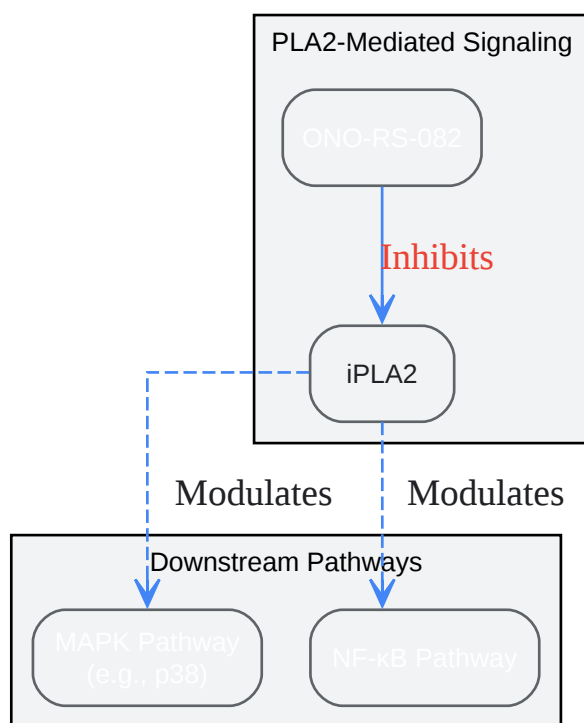 PLA2-Mediated Signaling
ONO-RS-082
Inhibits
iPLA2
Modulates
Modulates
Downstream Pathways
MAPK Pathway
(e.g., p38)
NF-κB Pathway